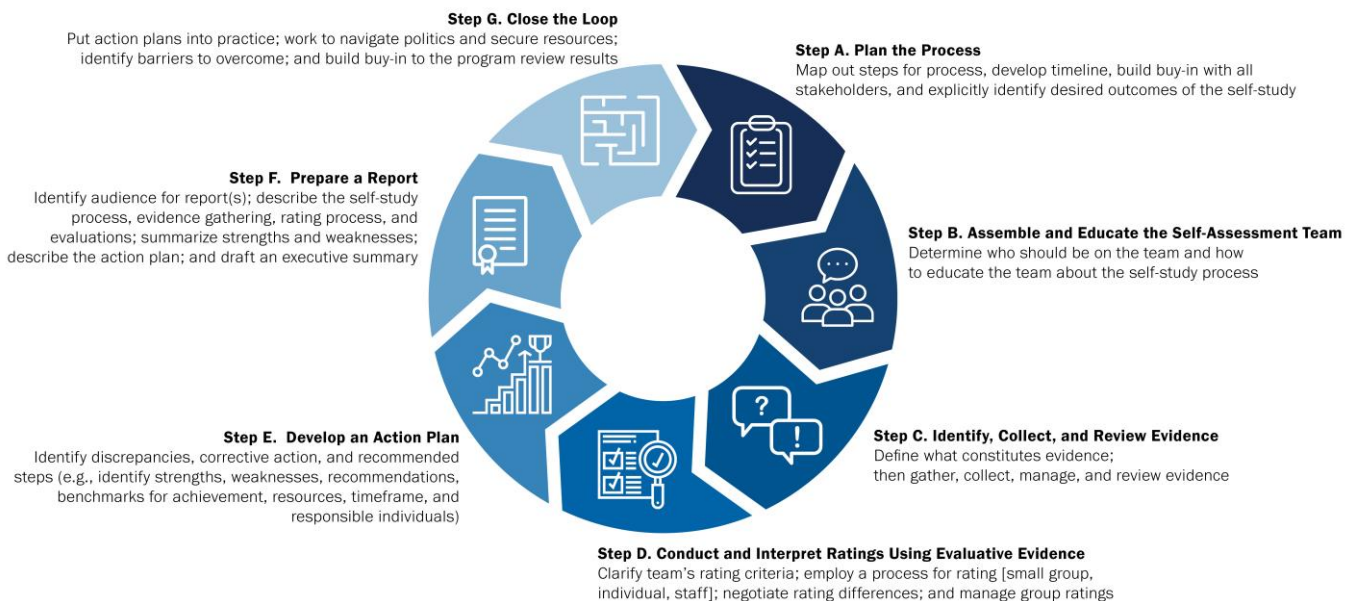 Step G. Close the Loop
Put action plans into practice; work to navigate politics and secure resources;
identify barriers to overcome; and build buy-in to the program review results
Step A. Plan the Process
Map out steps for process, develop timeline, build buy-in with all
stakeholders, and explicitly identify desired outcomes of the self-study
Step F. Prepare a Report
Identify audience for report(s); describe the self-study
process, evidence gathering, rating process, and
evaluations; summarize strengths and weaknesses;
describe the action plan; and draft an executive summary
Step B. Assemble and Educate the Self-Assessment Team
Determine who should be on the team and how
to educate the team about the self-study process
Step E. Develop an Action Plan
Identify discrepancies, corrective action, and recommended
steps (e.g., identify strengths, weaknesses, recommendations,
benchmarks for achievement, resources, timeframe, and
responsible individuals)
?
!
Step C. Identify, Collect, and Review Evidence
Define what constitutes evidence;
then gather, collect, manage, and review evidence
Step D. Conduct and Interpret Ratings Using Evaluative Evidence
Clarify team's rating criteria; employ a process for rating [small group,
individual, staff]; negotiate rating differences; and manage group ratings